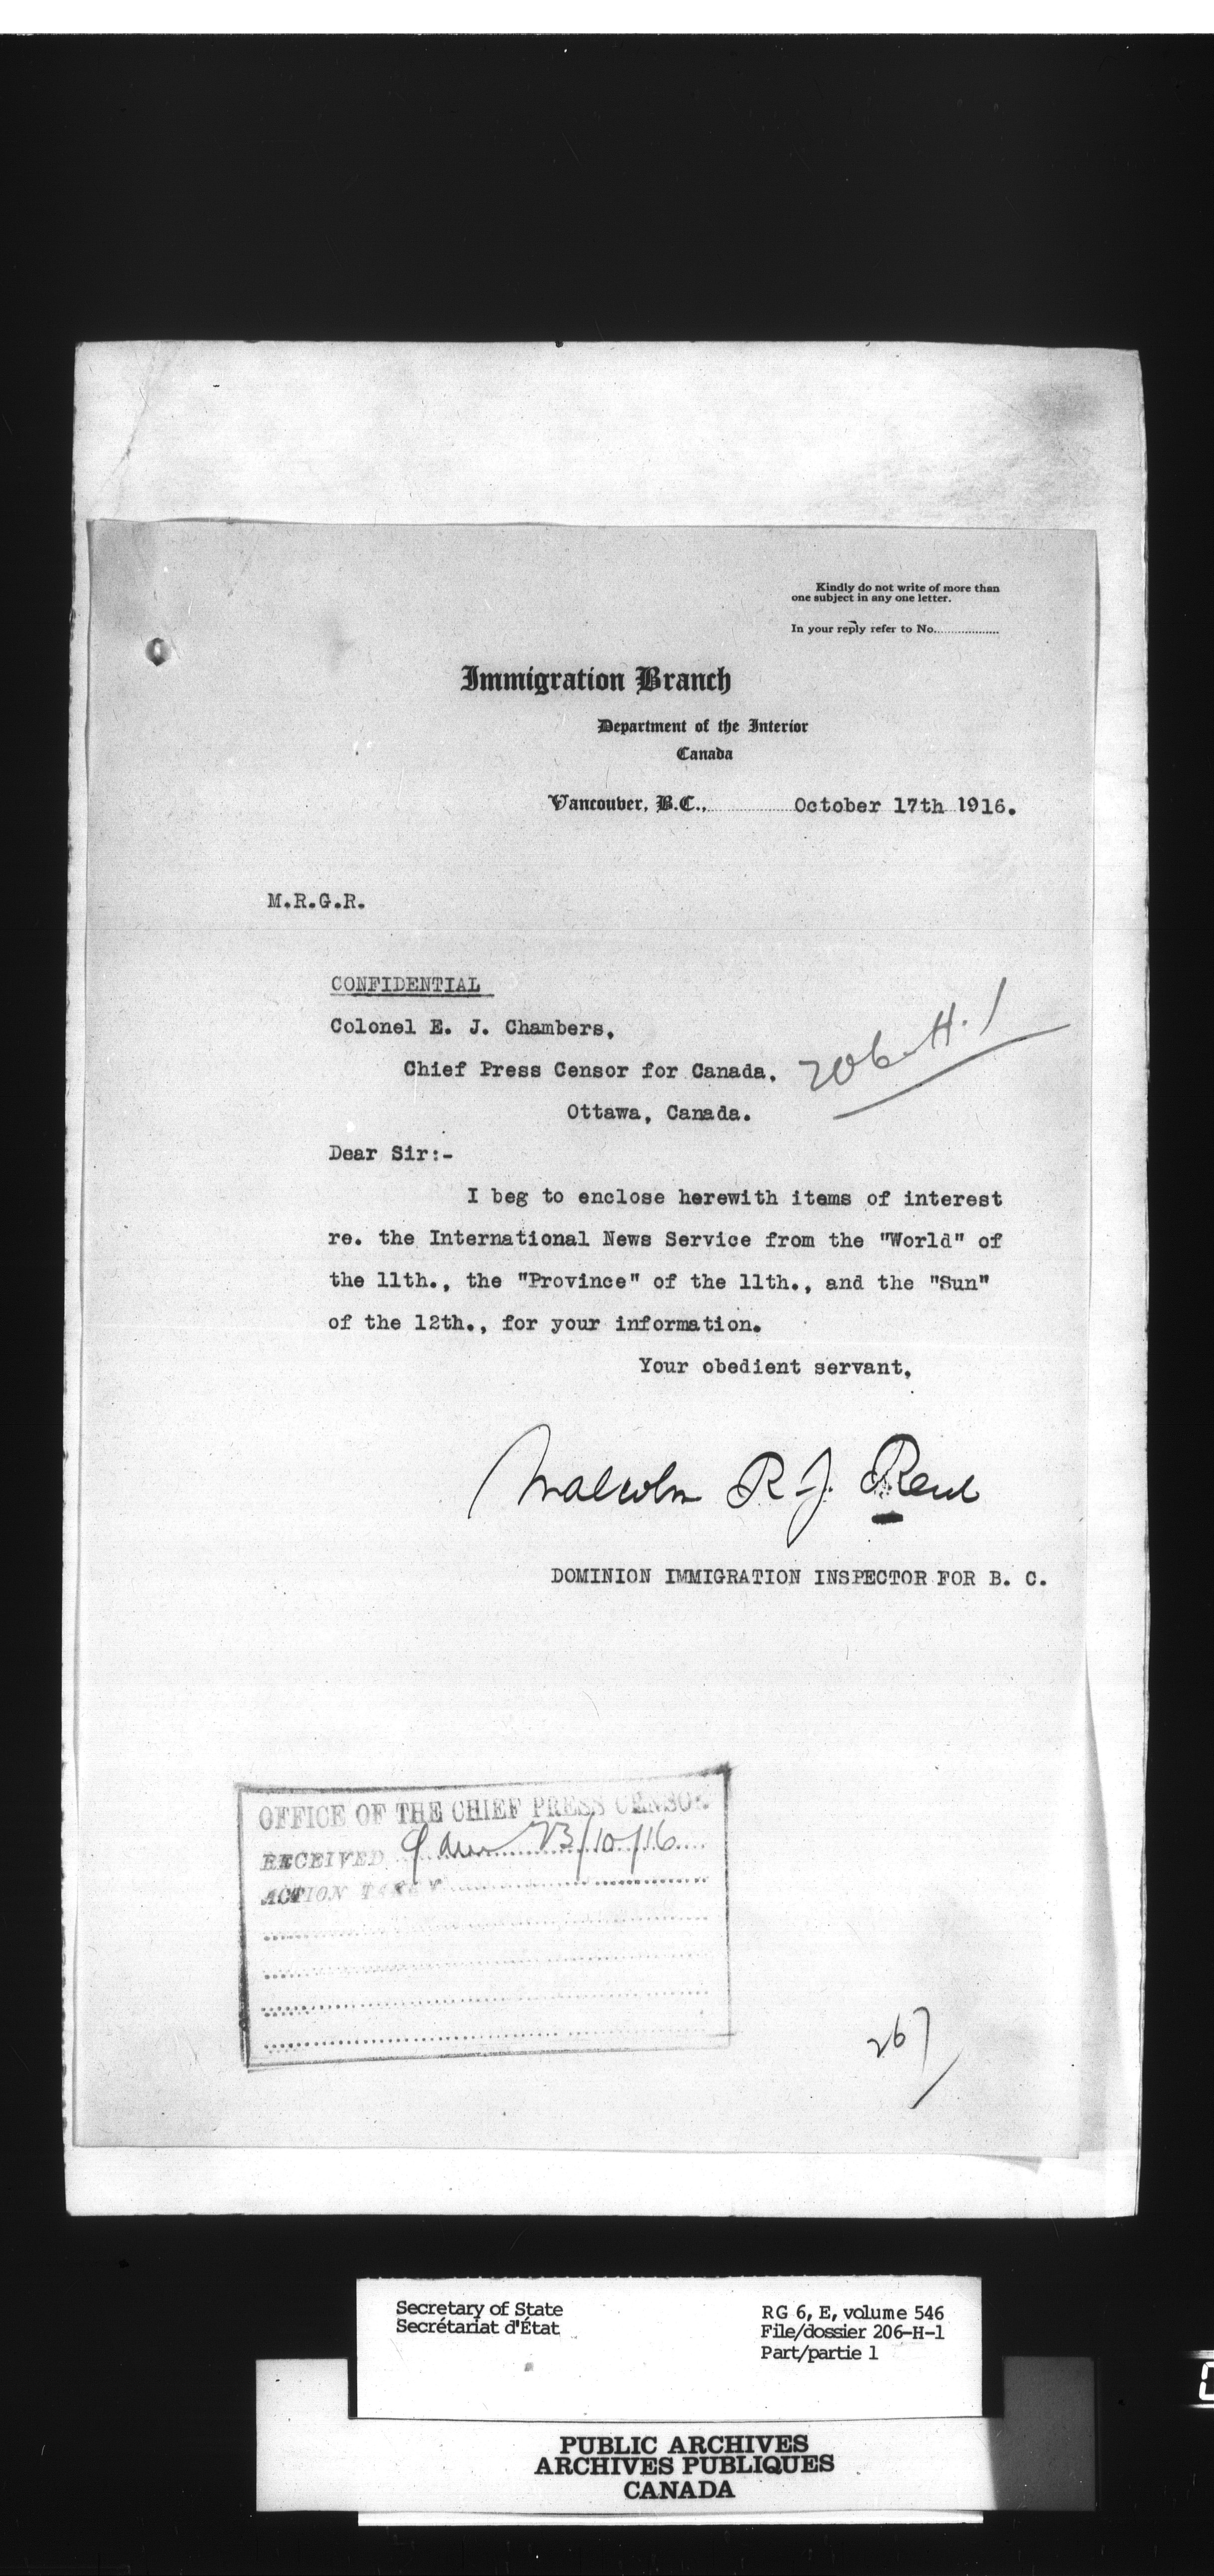 Kindly do not write of more than
one subject in any one letter.
In your reply refer to No..................
Immigration Branch
Department of the Interior
Canada
Vancouver, B.C., October 17th 1916.
M.R.G.R.
CONFIDENTIAL
Colonel E. J. Chambers,
Chief Press Censor for Canada,
206-H-1
Ottawa, Canada.
Dear Sir:-
I beg to enclose herewith items of interest
re. the International News Service from the "World" of
the 11th., the "Province" of the 11th., and the "Sun"
of the 12th., for your information.
Your obedient servant,
Malcolm R. J. Reid
DOMINION IMMIGRATION INSPECTOR FOR B. C.
OFFICE OF THE CHIEF PRESS CENSOR
RECEIVED 23/10/16
ACTION TAKEN
267
Secretary of State
Secrétariat d'État
RG 6, E, volume 546
File/dossier 206-H-1
Part/partie 1
PUBLIC ARCHIVES
ARCHIVES PUBLIQUES
CANADA